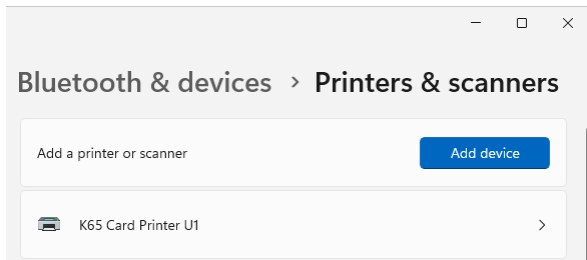 Bluetooth & devices > Printers & scanners
Add a printer or scanner Add device
K65 Card Printer U1